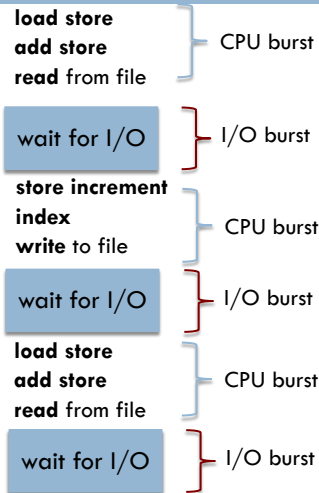 load store
add store
read from file
CPU burst
wait for I/O
I/O burst
store increment
index
write to file
CPU burst
wait for I/O
I/O burst
load store
add store
read from file
CPU burst
wait for I/O
I/O burst